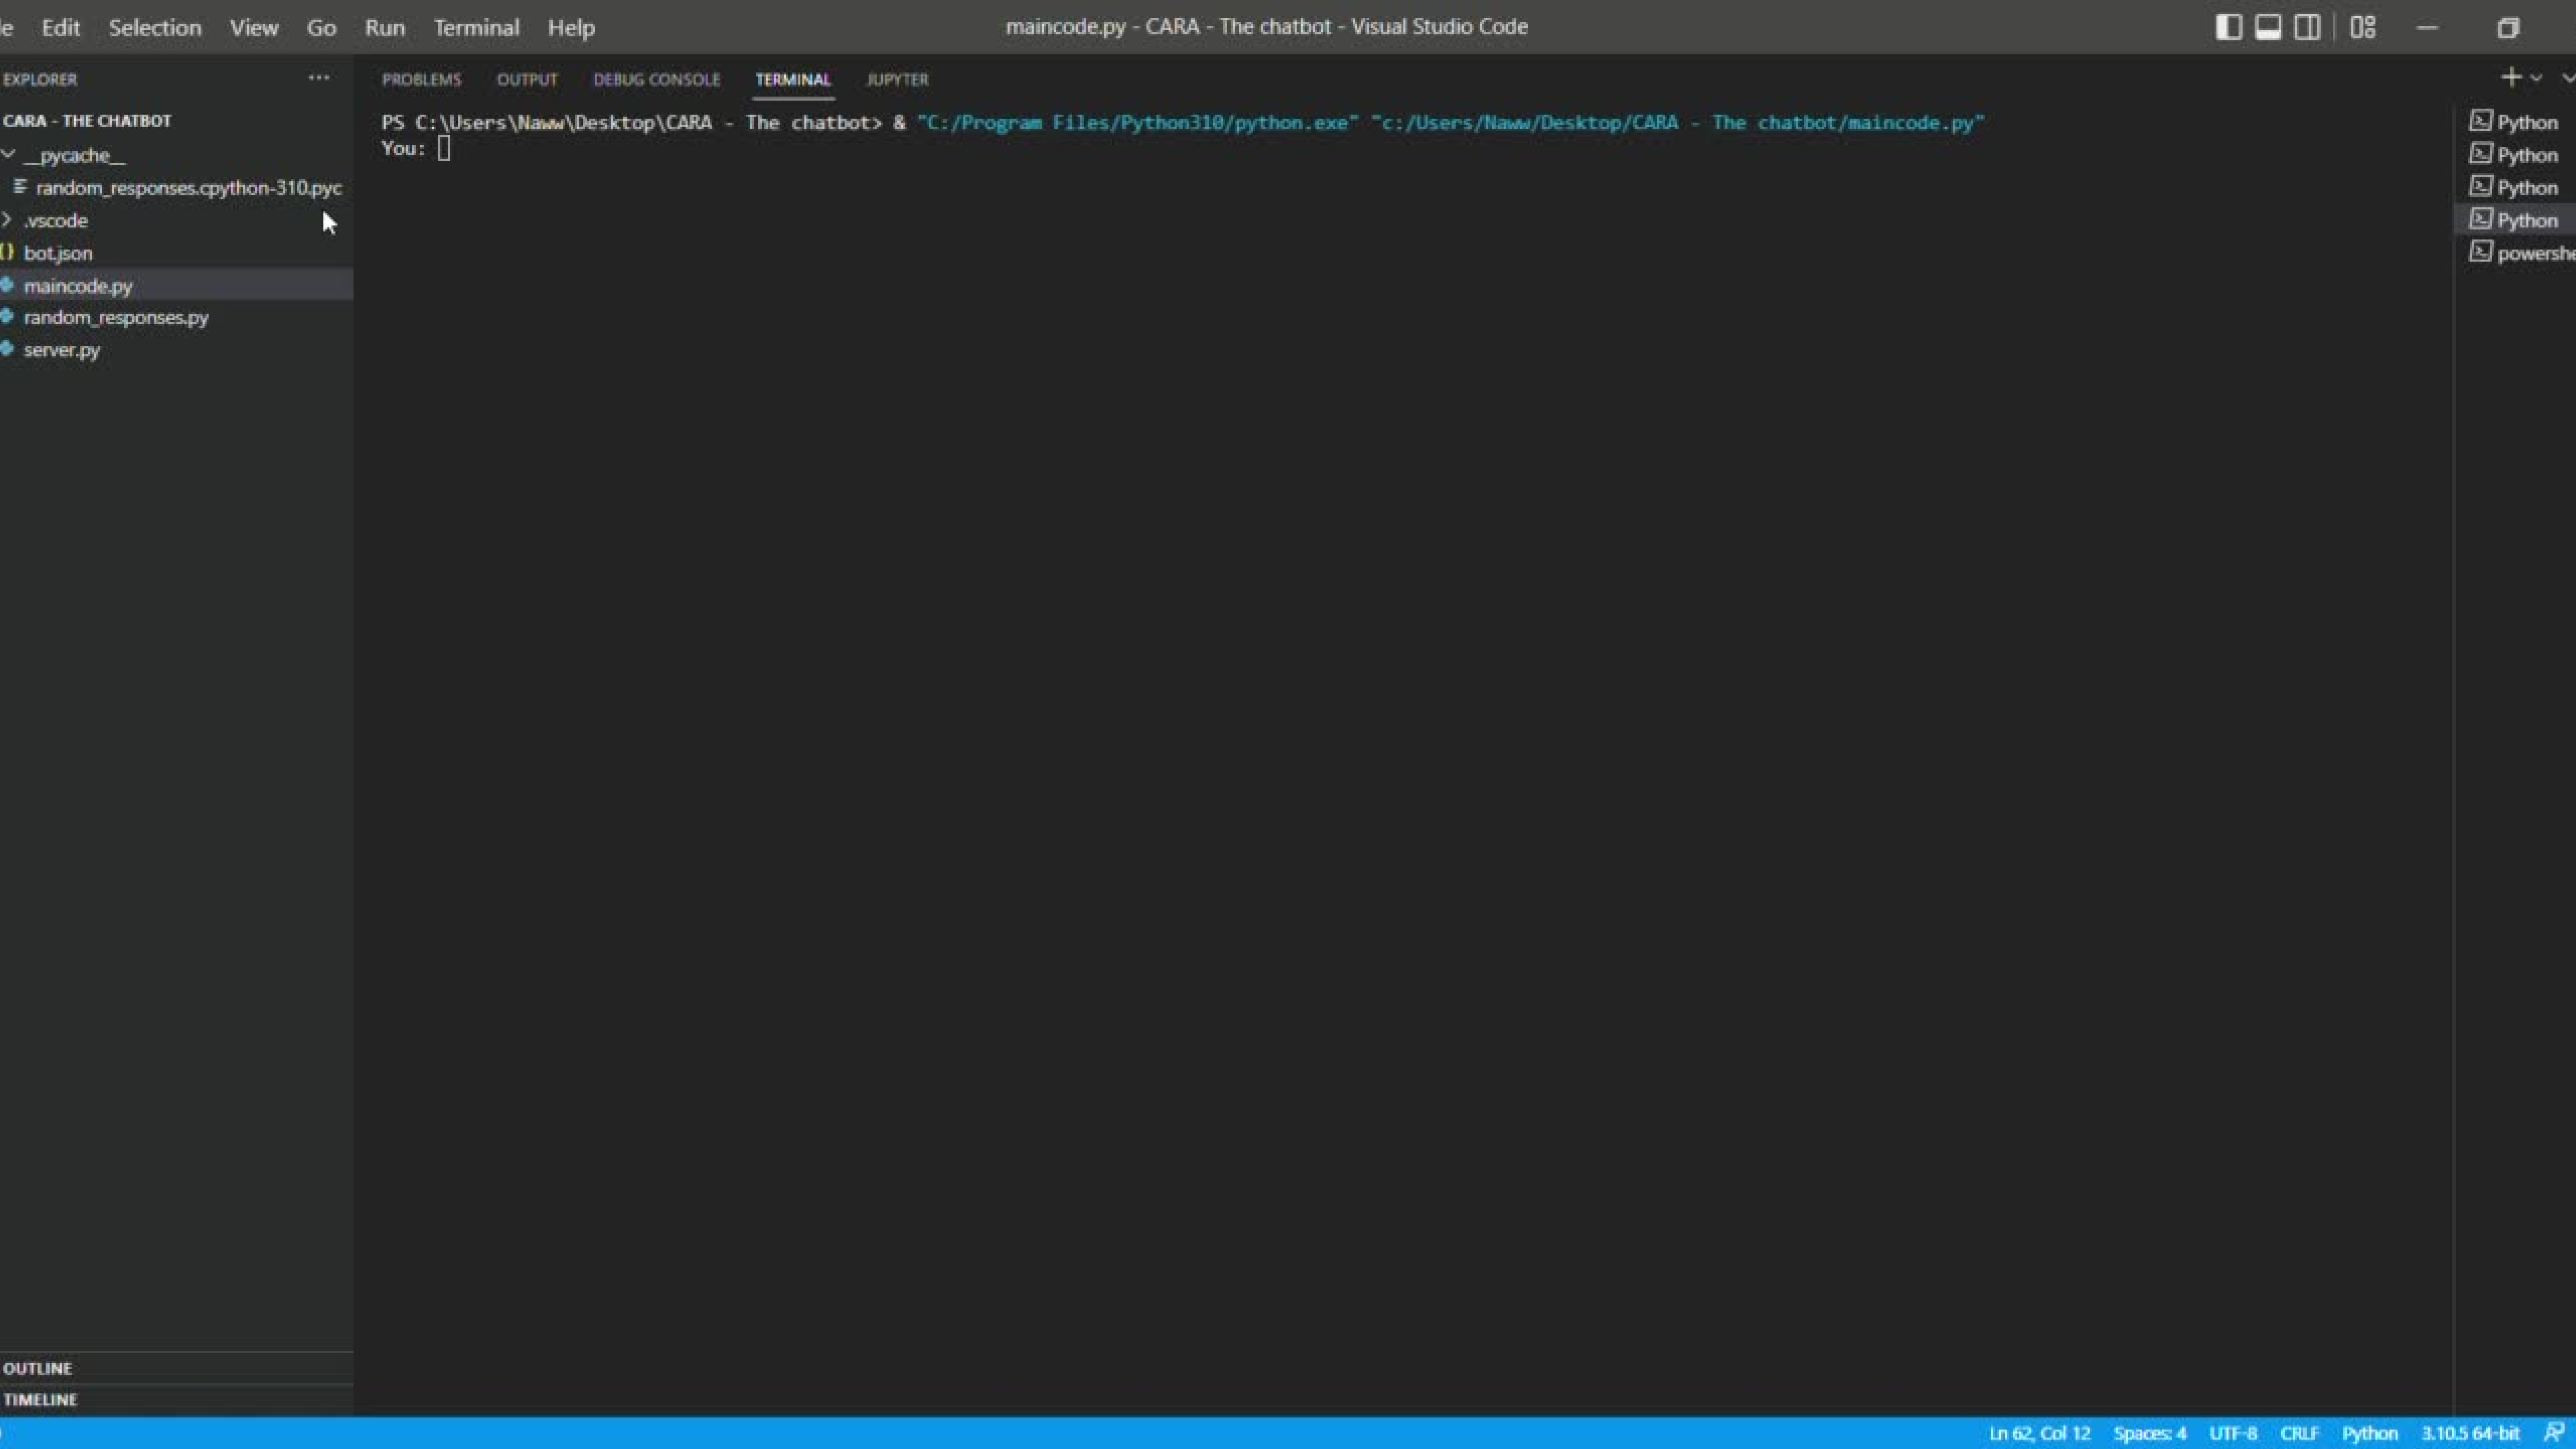 Edit Selection View Go Run Terminal Help
maincode.py - CARA - The chatbot - Visual Studio Code
EXPLORER
CARA - THE CHATBOT
__pycache__
random_responses.cpython-310.pyc
.vscode
bot.json
maincode.py
random_responses.py
server.py
OUTLINE
TIMELINE
PROBLEMS OUTPUT DEBUG CONSOLE TERMINAL JUPYTER
PS C:\Users\Naww\Desktop\CARA - The chatbot> & "C:/Program Files/Python310/python.exe" "c:/Users/Naww/Desktop/CARA - The chatbot/maincode.py"
You:
Python
Python
Python
Python
powershe
Ln 62, Col 12 Spaces: 4 UTF-8 CRLF Python 3.10.5 64-bit